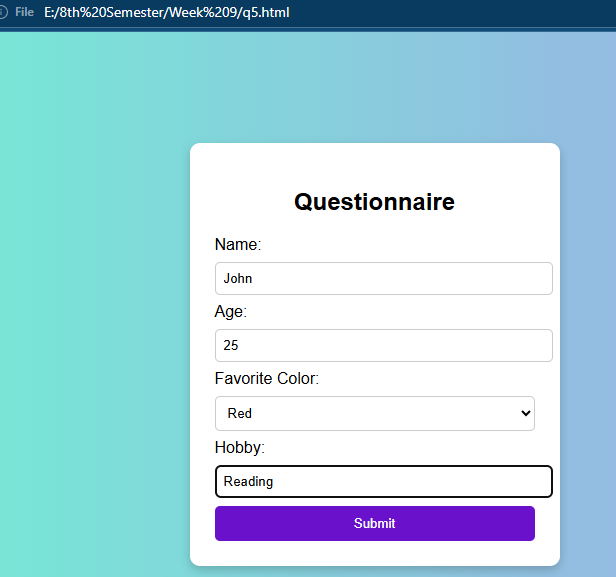 File E:/8th%20Semester/Week%209/q5.html
Questionnaire
Name:
John
Age:
25
Favorite Color:
Red
Hobby:
Reading
Submit